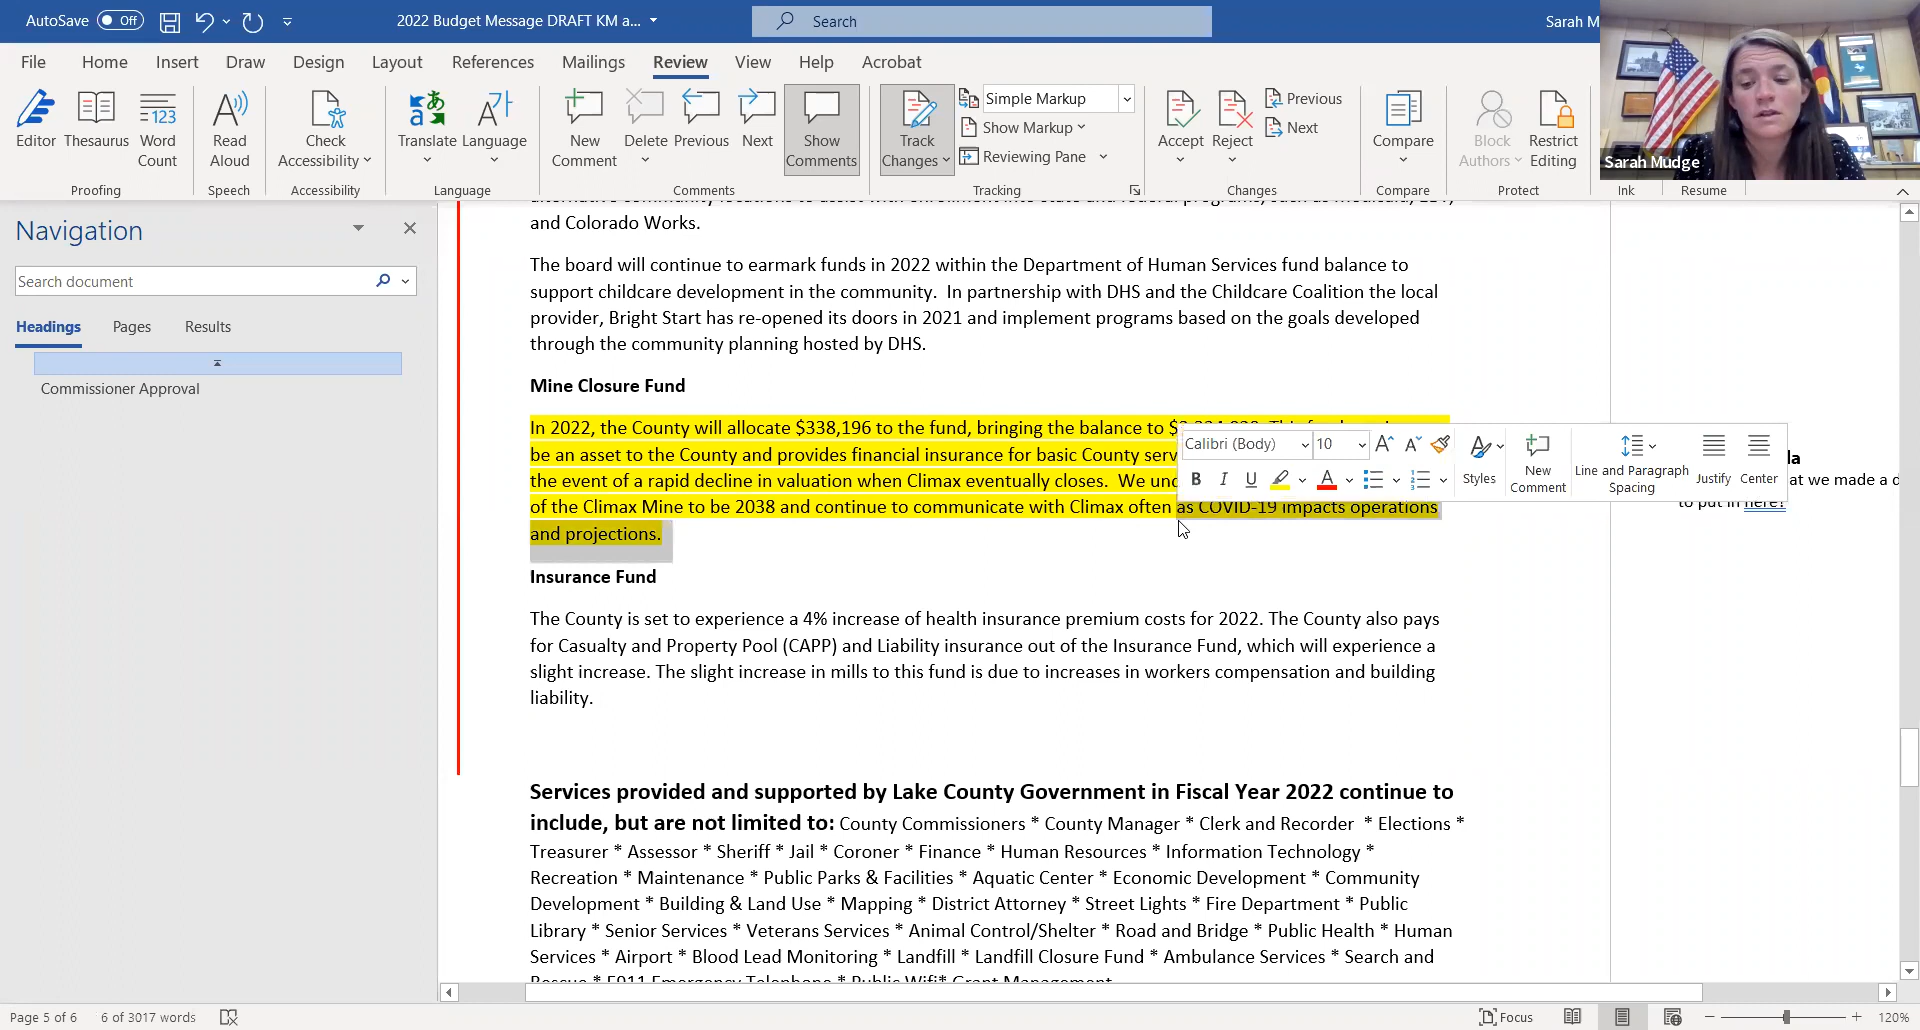 AutoSave Off 2022 Budget Message DRAFT KM a... Search Sarah M
File Home Insert Draw Design Layout References Mailings Review View Help Acrobat
Editor Thesaurus Word Count Read Aloud Check Accessibility Translate Language New Comment Delete Previous Next Show Comments Track Changes Simple Markup Show Markup Reviewing Pane Accept Reject Previous Next Compare Block Authors Restrict Editing
Proofing Speech Accessibility Language Comments Tracking Changes Compare Protect Ink Resume
Sarah Mudge
Navigation
Search document
Headings Pages Results
Commissioner Approval
and Colorado Works.
The board will continue to earmark funds in 2022 within the Department of Human Services fund balance to
support childcare development in the community. In partnership with DHS and the Childcare Coalition the local
provider, Bright Start has re-opened its doors in 2021 and implement programs based on the goals developed
through the community planning hosted by DHS.
Mine Closure Fund
In 2022, the County will allocate $338,196 to the fund, bringing the balance to
be an asset to the County and provides financial insurance for basic County serv
the event of a rapid decline in valuation when Climax eventually closes. We und
of the Climax Mine to be 2038 and continue to communicate with Climax often as COVID-19 impacts operations
and projections.
Calibri (Body) 10
B I U A Styles New Comment Line and Paragraph Spacing Justify Center
la
at we made a d
to put in here?
Insurance Fund
The County is set to experience a 4% increase of health insurance premium costs for 2022. The County also pays
for Casualty and Property Pool (CAPP) and Liability insurance out of the Insurance Fund, which will experience a
slight increase. The slight increase in mills to this fund is due to increases in workers compensation and building
liability.
Services provided and supported by Lake County Government in Fiscal Year 2022 continue to
include, but are not limited to: County Commissioners * County Manager * Clerk and Recorder * Elections *
Treasurer * Assessor * Sheriff * Jail * Coroner * Finance * Human Resources * Information Technology *
Recreation * Maintenance * Public Parks & Facilities * Aquatic Center * Economic Development * Community
Development * Building & Land Use * Mapping * District Attorney * Street Lights * Fire Department * Public
Library * Senior Services * Veterans Services * Animal Control/Shelter * Road and Bridge * Public Health * Human
Services * Airport * Blood Lead Monitoring * Landfill * Landfill Closure Fund * Ambulance Services * Search and
Rescue * E911 Emergency Telephone * Public Wifi* Grant Management
Page 5 of 6 6 of 3017 words Focus 120%